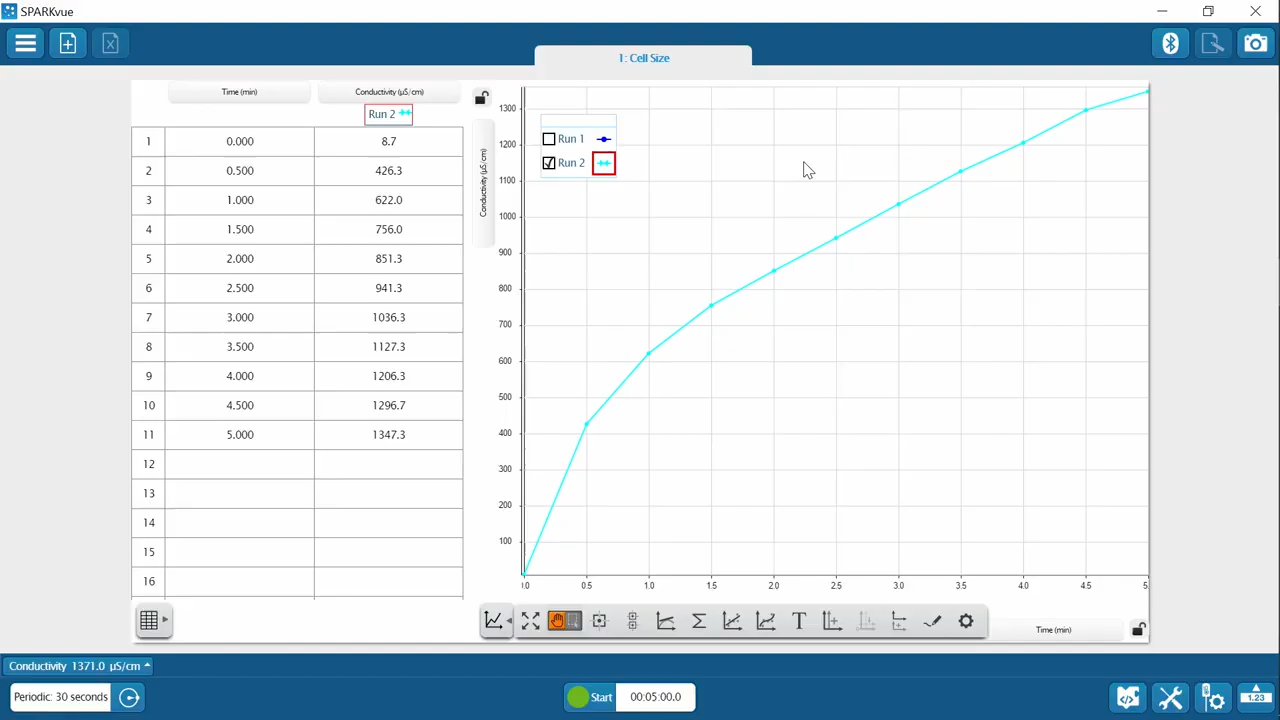 SPARKvue
1: Cell Size
Time (min) Conductivity (µS/cm)
Run 2
1 0.000 8.7
2 0.500 426.3
3 1.000 622.0
4 1.500 756.0
5 2.000 851.3
6 2.500 941.3
7 3.000 1036.3
8 3.500 1127.3
9 4.000 1206.3
10 4.500 1296.7
11 5.000 1347.3
12
13
14
15
16
Conductivity (µS/cm)
1300
1200
1100
1000
900
800
700
600
500
400
300
200
100
Run 1
Run 2
0.0 0.5 1.0 1.5 2.0 2.5 3.0 3.5 4.0 4.5 5.
T Σ
Time (min)
Conductivity 1371.0 µS/cm
Periodic: 30 seconds
Start 00:05:00.0
1.23